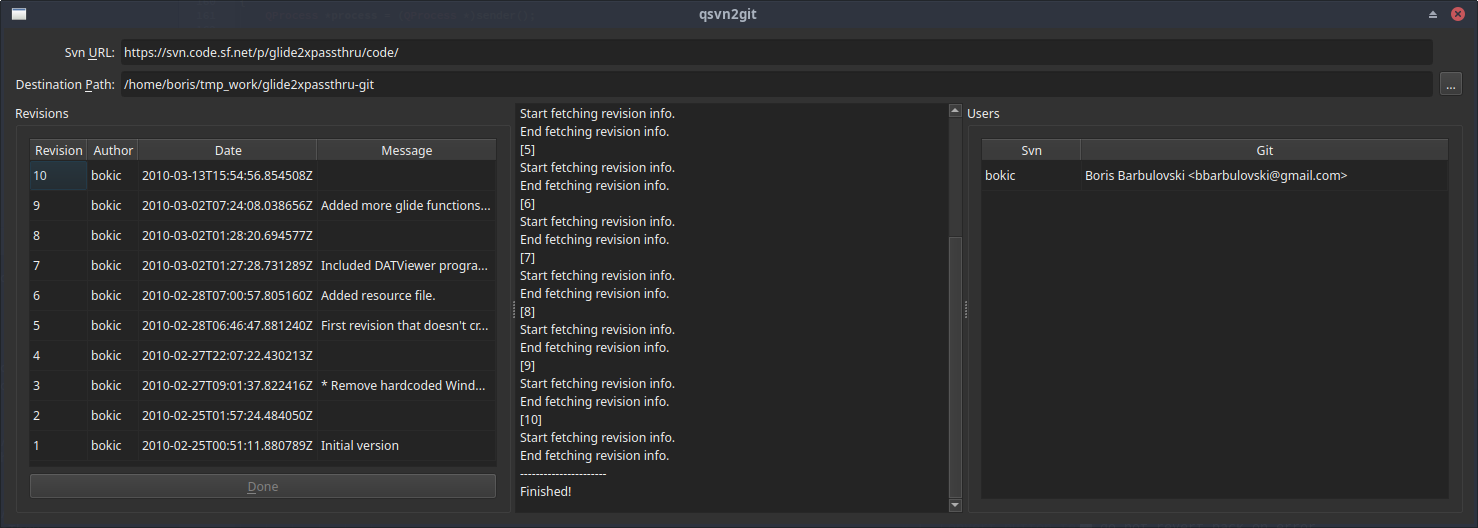 qsvn2git
Svn URL: https://svn.code.sf.net/p/glide2xpassthru/code/
Destination Path: /home/boris/tmp_work/glide2xpassthru-git ...
Revisions
Revision Author Date Message
10 bokic 2010-03-13T15:54:56.854508Z
9 bokic 2010-03-02T07:24:08.038656Z Added more glide functions...
8 bokic 2010-03-02T01:28:20.694577Z
7 bokic 2010-03-02T01:27:28.731289Z Included DATViewer progra...
6 bokic 2010-02-28T07:00:57.805160Z Added resource file.
5 bokic 2010-02-28T06:46:47.881240Z First revision that doesn't cr...
4 bokic 2010-02-27T22:07:22.430213Z
3 bokic 2010-02-27T09:01:37.822416Z * Remove hardcoded Wind...
2 bokic 2010-02-25T01:57:24.484050Z
1 bokic 2010-02-25T00:51:11.880789Z Initial version
Done
Start fetching revision info.
End fetching revision info.
[5]
Start fetching revision info.
End fetching revision info.
[6]
Start fetching revision info.
End fetching revision info.
[7]
Start fetching revision info.
End fetching revision info.
[8]
Start fetching revision info.
End fetching revision info.
[9]
Start fetching revision info.
End fetching revision info.
[10]
Start fetching revision info.
End fetching revision info.
----------------------
Finished!
Users
Svn Git
bokic Boris Barbulovski <bbarbulovski@gmail.com>